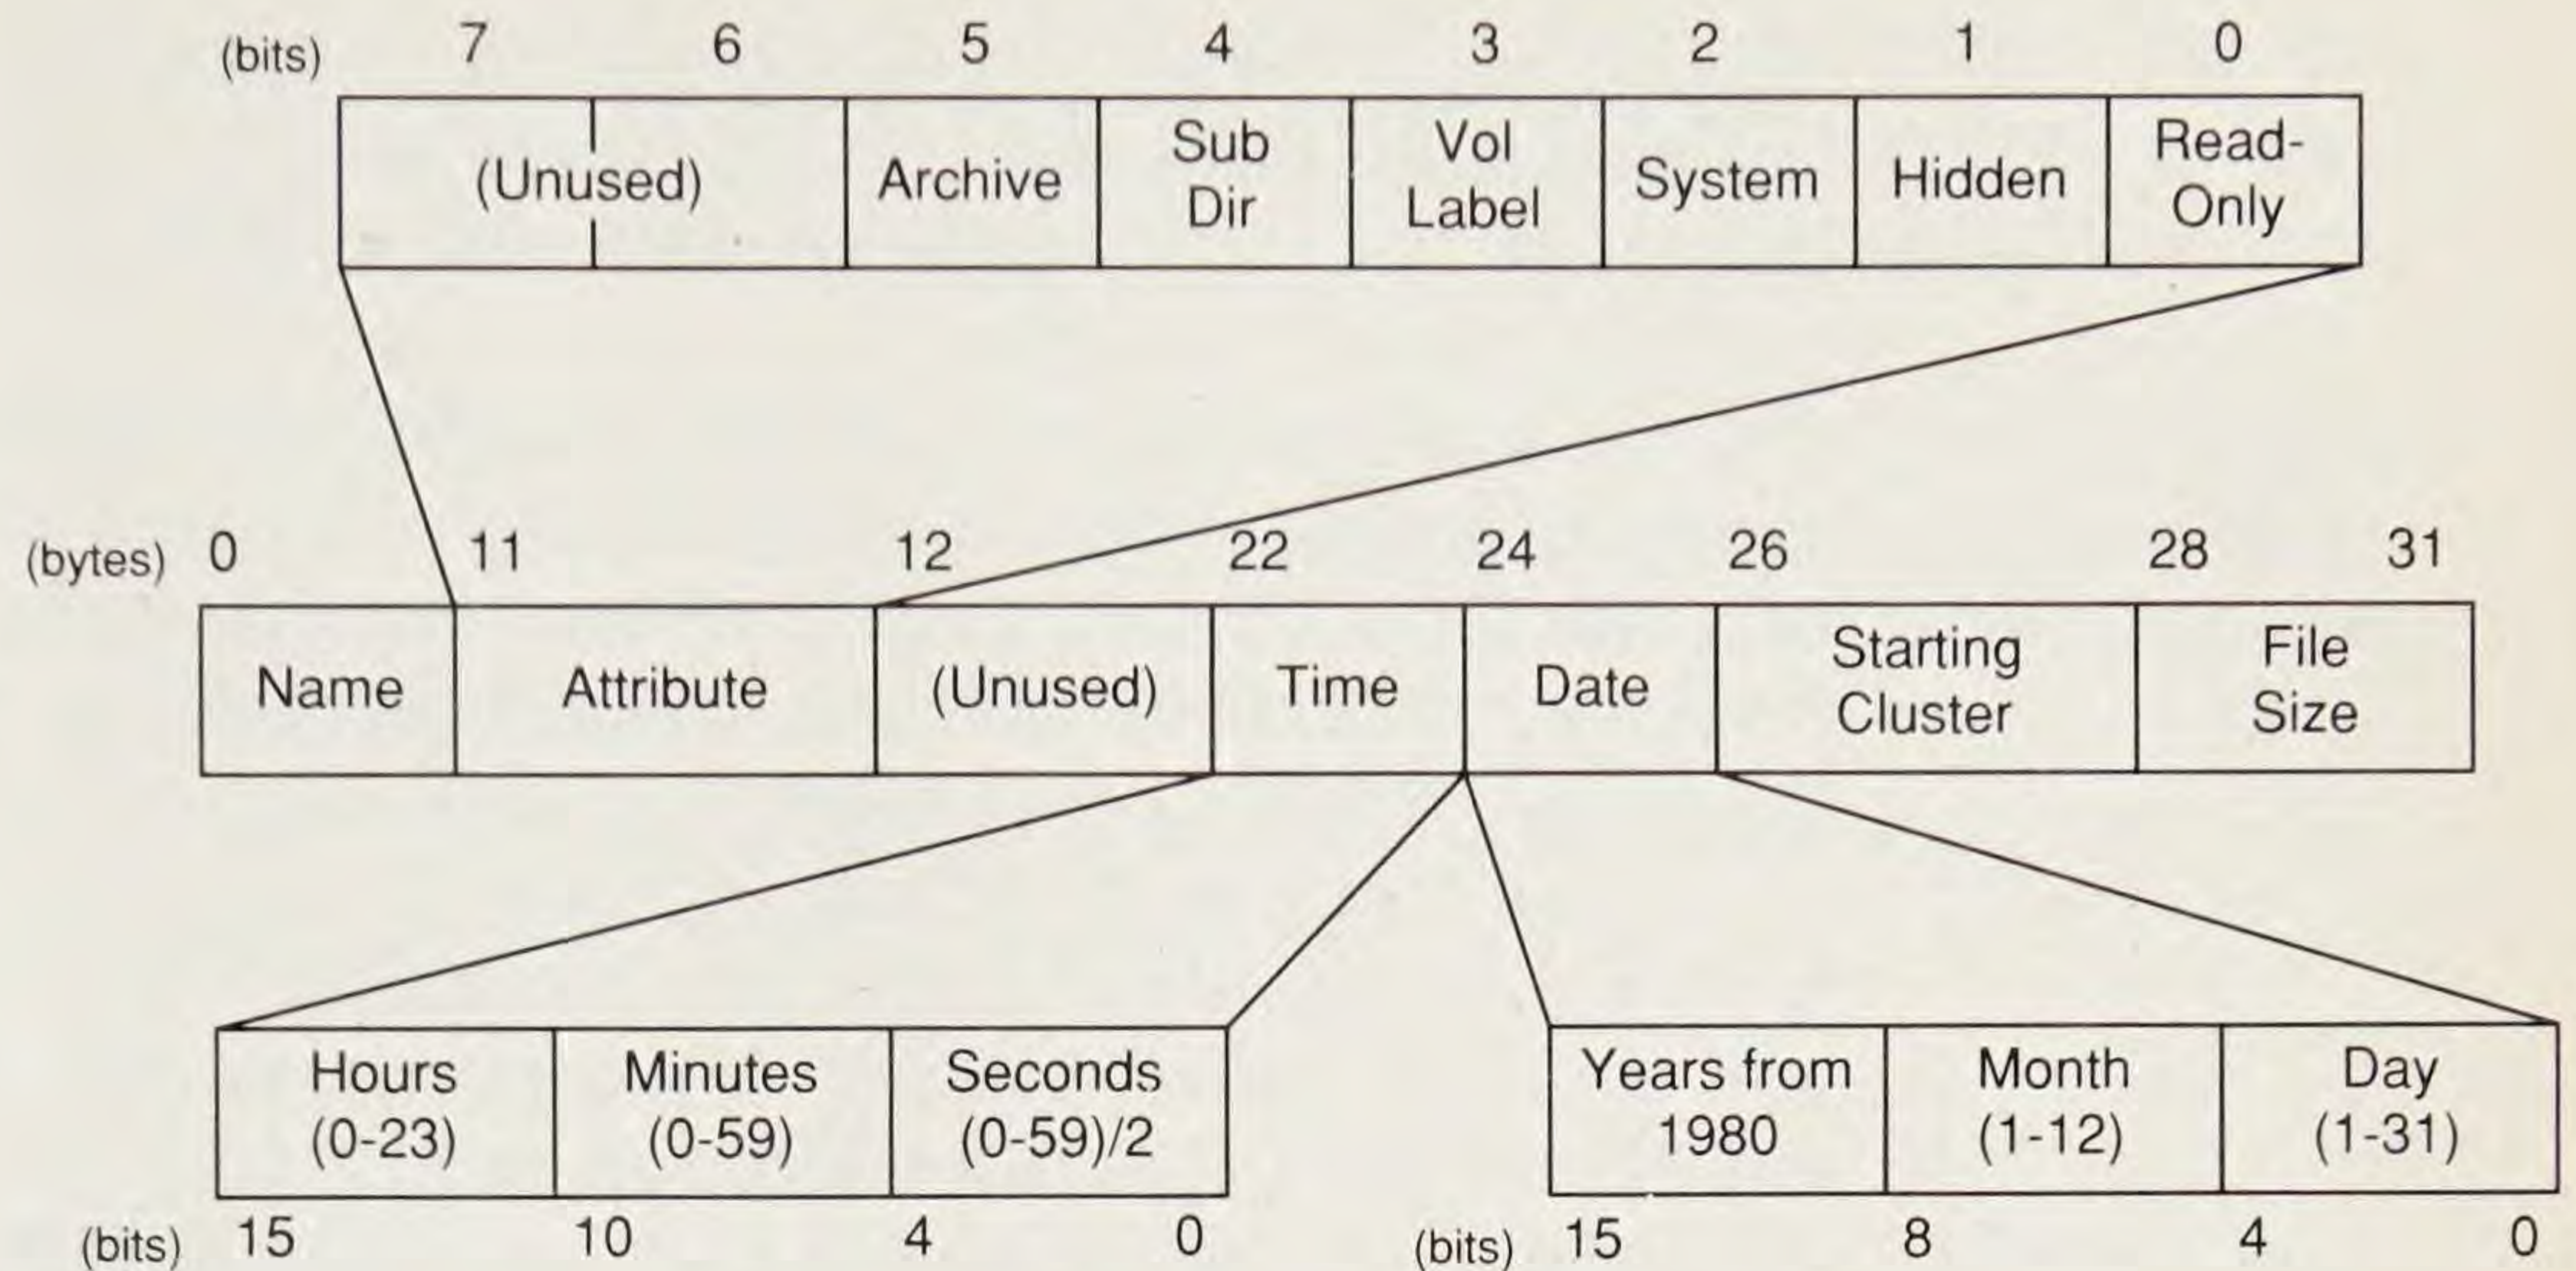 (bits) 7 6 5 4 3 2 1 0
(Unused) Archive Sub Dir Vol Label System Hidden Read-Only
(bytes) 0 11 12 22 24 26 28 31
Name Attribute (Unused) Time Date Starting Cluster File Size
Hours (0-23) Minutes (0-59) Seconds (0-59)/2
(bits) 15 10 4 0
Years from 1980 Month (1-12) Day (1-31)
(bits) 15 8 4 0